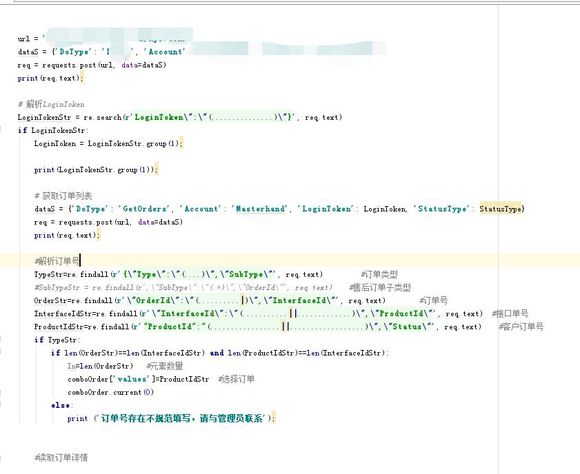 url = '
dataS = {'DoType': ' ', 'Account'
req = requests.post(url, data=dataS)
print(req.text);
# 解析LoginToken
LoginTokenStr = re.search(r'LoginToken\":\"(..............)\"}', req.text)
if LoginTokenStr:
LoginToken = LoginTokenStr.group(1);
print(LoginTokenStr.group(1));
# 获取订单列表
dataS = {'DoType': 'GetOrders', 'Account': 'Masterhand', 'LoginToken': LoginToken, 'StatusType': StatusType}
req = requests.post(url, data=dataS)
print(req.text);
#解析订单号
TypeStr=re.findall(r'{\"Type\":\"(....)\",\"SubType\"', req.text) #订单类型
#SubTypeStr = re.findall(r',\"SubType\":\"(.*)\",\"OrderId\"', req.text) #售后订单子类型
OrderStr=re.findall(r'\"OrderId\":\"(.........|)\",\"InterfaceId\"', req.text) #订单号
InterfaceIdStr=re.findall(r'\"InterfaceId\":\"(...........||.............)\",\"ProductId\"', req.text) #接口单号
ProductIdStr=re.findall(r"ProductId":"(.................||..................)\",\"Status\"', req.text) #客户订单号
if TypeStr:
if len(OrderStr)==len(InterfaceIdStr) and len(ProductIdStr)==len(InterfaceIdStr):
In=len(OrderStr) #元素数量
comboOrder['values']=ProductIdStr #选择订单
comboOrder.current(0)
else:
print ('订单号存在不规范填写，请与管理员联系');
#读取订单详情